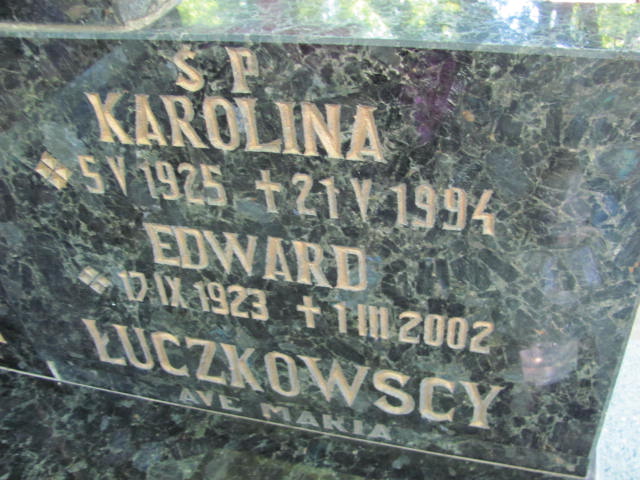 Ś P
KAROLINA
5 V 1925 † 21 V 1994
EDWARD
17 IX 1923 † 1 III 2002
ŁUCZKOWSCY
AVE MARIA